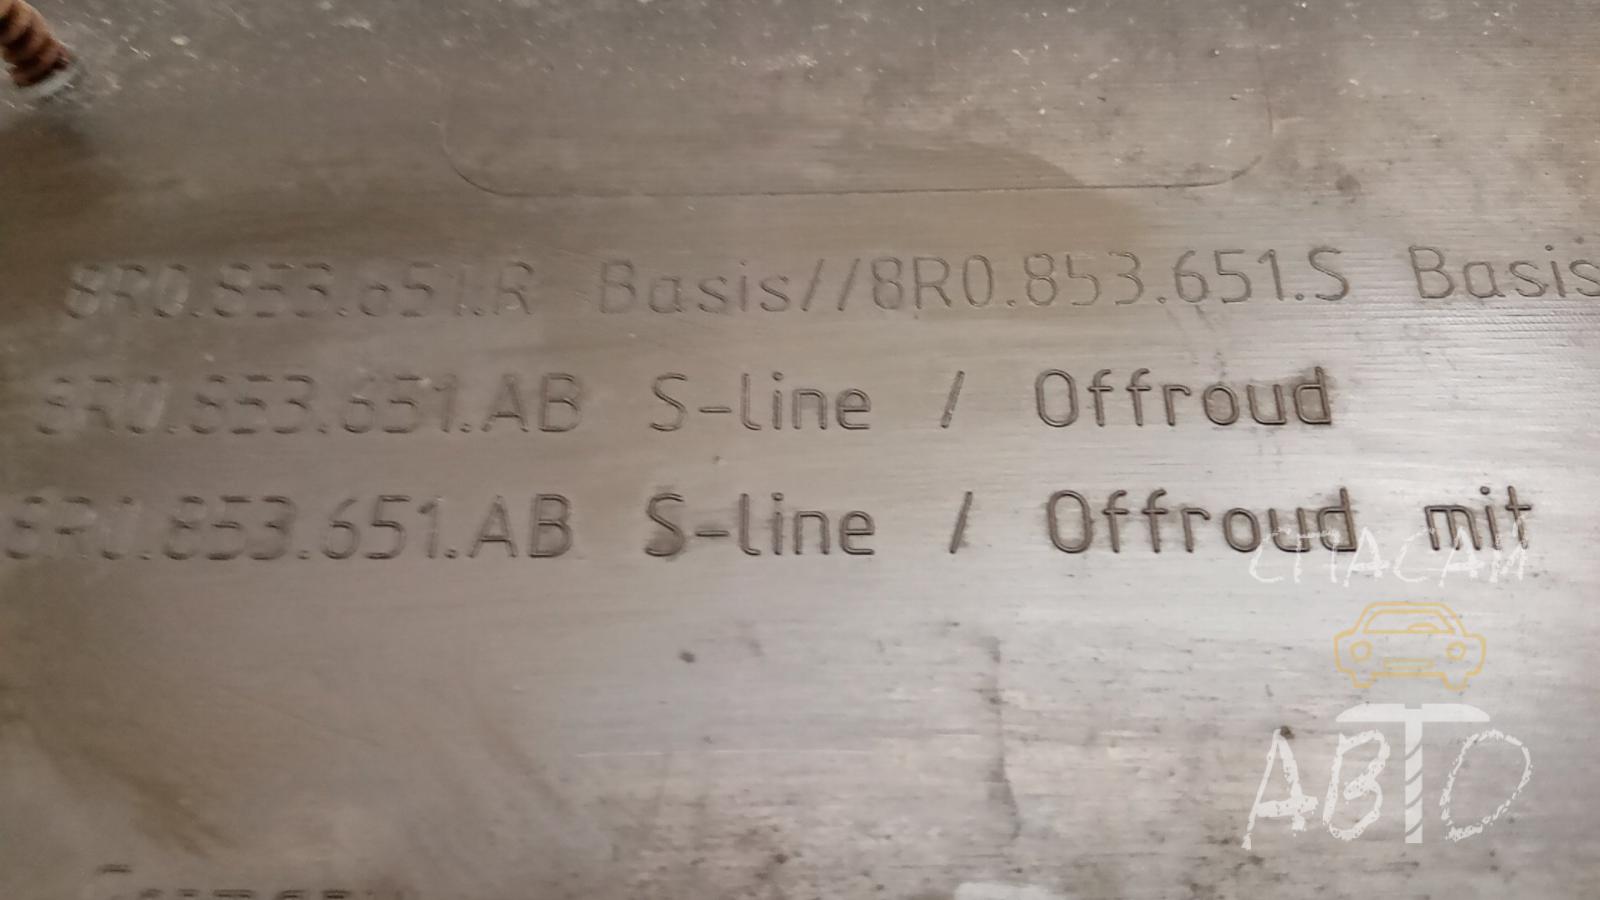 8R0.853.651.R Basis//8R0.853.651.S Basis
8R0.853.651.AB S-line / Offroud
8R0.853.651.AB S-line / Offroud mit
СПАСАМ
АВТО